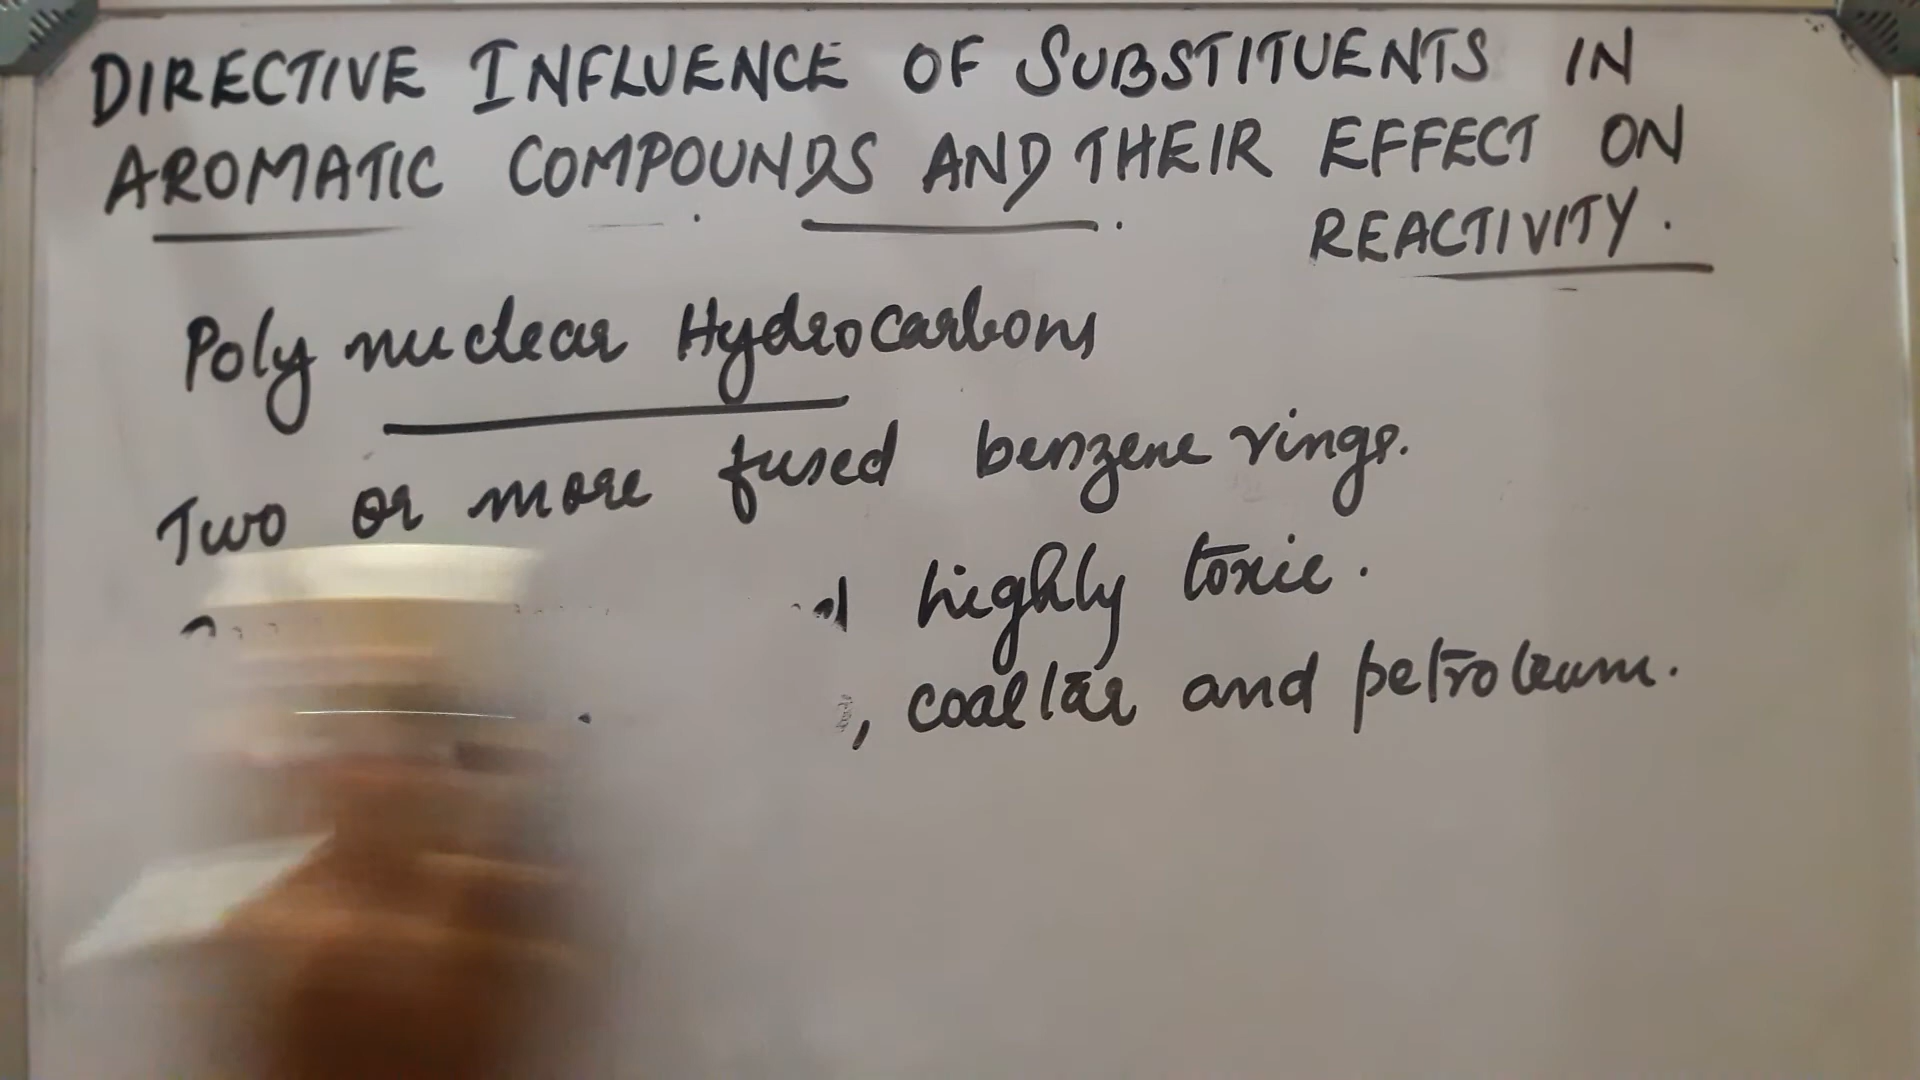 DIRECTIVE INFLUENCE OF SUBSTITUENTS IN
AROMATIC COMPOUNDS AND THEIR EFFECT ON
REACTIVITY.
Poly nuclear Hydrocarbons
Two or more fused benzene rings.
highly toxic.
, coaltar and petroleum.